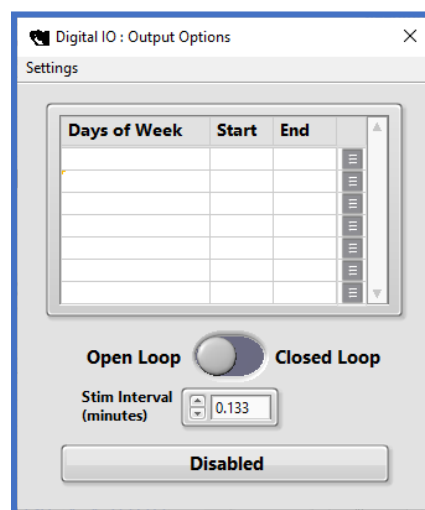 Digital IO : Output Options
Settings
Days of Week Start End
Open Loop Closed Loop
Stim Interval
(minutes) 0.133
Disabled